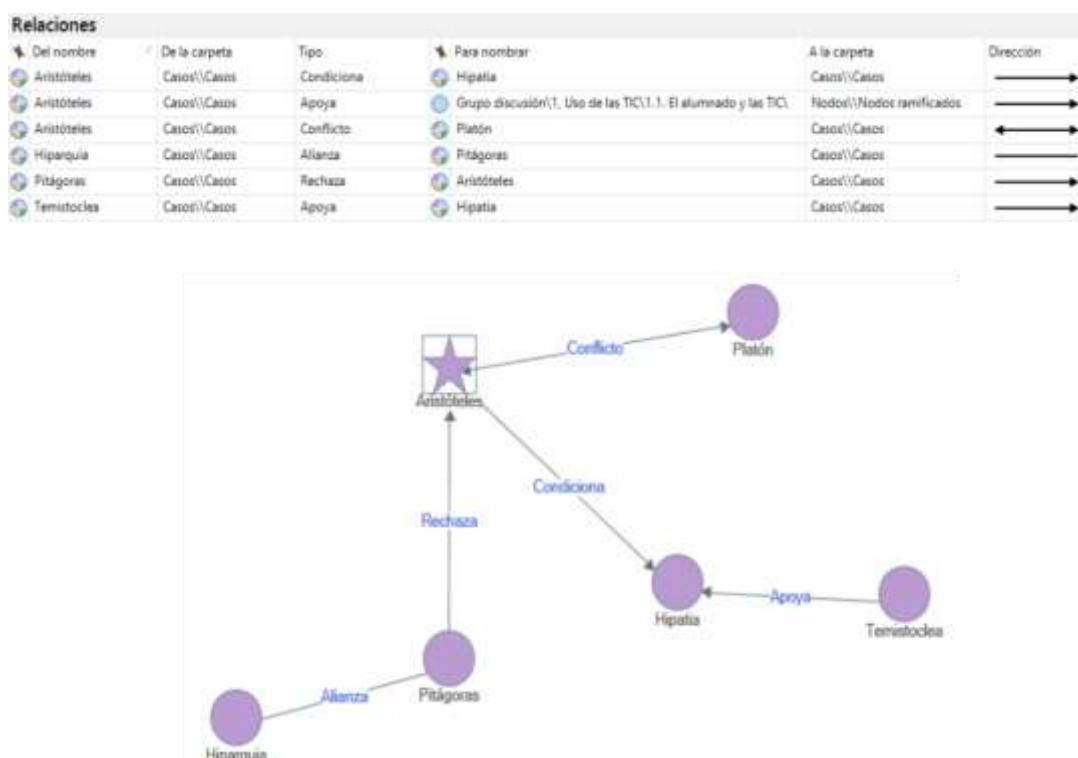 Relaciones
Del nombre De la carpeta Tipo Para nombrar A la carpeta Dirección
Aristóteles Casos\\Casos Condiciona Hipatia Casos\\Casos
Aristóteles Casos\\Casos Apoya Grupo discusión\1. Uso de las TIC\1.1. El alumnado y las TIC\ Nodos\\Nodos ramificados
Aristóteles Casos\\Casos Conflicto Platón Casos\\Casos
Hiparquia Casos\\Casos Alianza Pitágoras Casos\\Casos
Pitágoras Casos\\Casos Rechaza Aristóteles Casos\\Casos
Temistoclea Casos\\Casos Apoya Hipatia Casos\\Casos
Conflicto
Platón
Aristóteles
Condiciona
Rechaza
Apoya
Hipatia
Temistoclea
Alianza
Pitágoras
Hiparquia